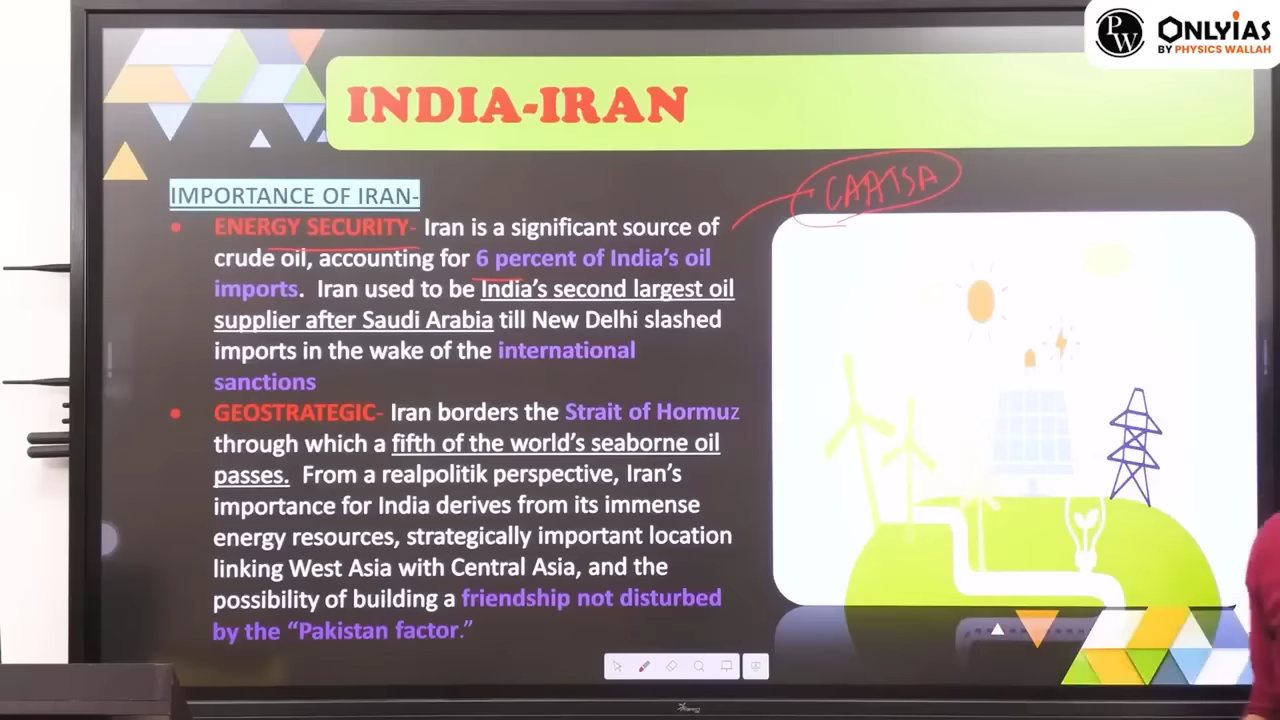 PW ONLYIAS
BY PHYSICS WALLAH
INDIA-IRAN
CAATSA
IMPORTANCE OF IRAN-
• ENERGY SECURITY- Iran is a significant source of
crude oil, accounting for 6 percent of India's oil
imports. Iran used to be India's second largest oil
supplier after Saudi Arabia till New Delhi slashed
imports in the wake of the international
sanctions
• GEOSTRATEGIC- Iran borders the Strait of Hormuz
through which a fifth of the world's seaborne oil
passes. From a realpolitik perspective, Iran's
importance for India derives from its immense
energy resources, strategically important location
linking West Asia with Central Asia, and the
possibility of building a friendship not disturbed
by the “Pakistan factor.”